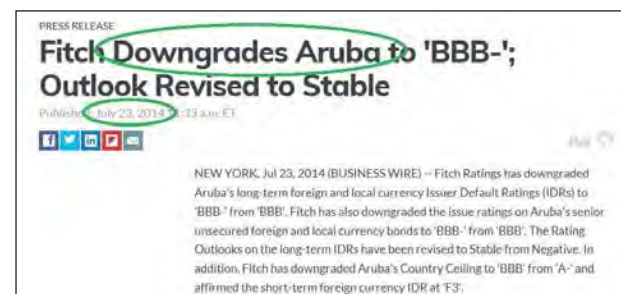 PRESS RELEASE
Fitch Downgrades Aruba to 'BBB-';
Outlook Revised to Stable
Published: July 23, 2014 11:33 a.m. ET
NEW YORK, Jul 23, 2014 (BUSINESS WIRE) -- Fitch Ratings has downgraded
Aruba's long-term foreign and local currency Issuer Default Ratings (IDRs) to
'BBB-' from 'BBB'. Fitch has also downgraded the issue ratings on Aruba's senior
unsecured foreign and local currency bonds to 'BBB-' from 'BBB'. The Rating
Outlooks on the long-term IDRs have been revised to Stable from Negative. In
addition, Fitch has downgraded Aruba's Country Ceiling to 'BBB' from 'A-' and
affirmed the short-term foreign currency IDR at 'F3'.